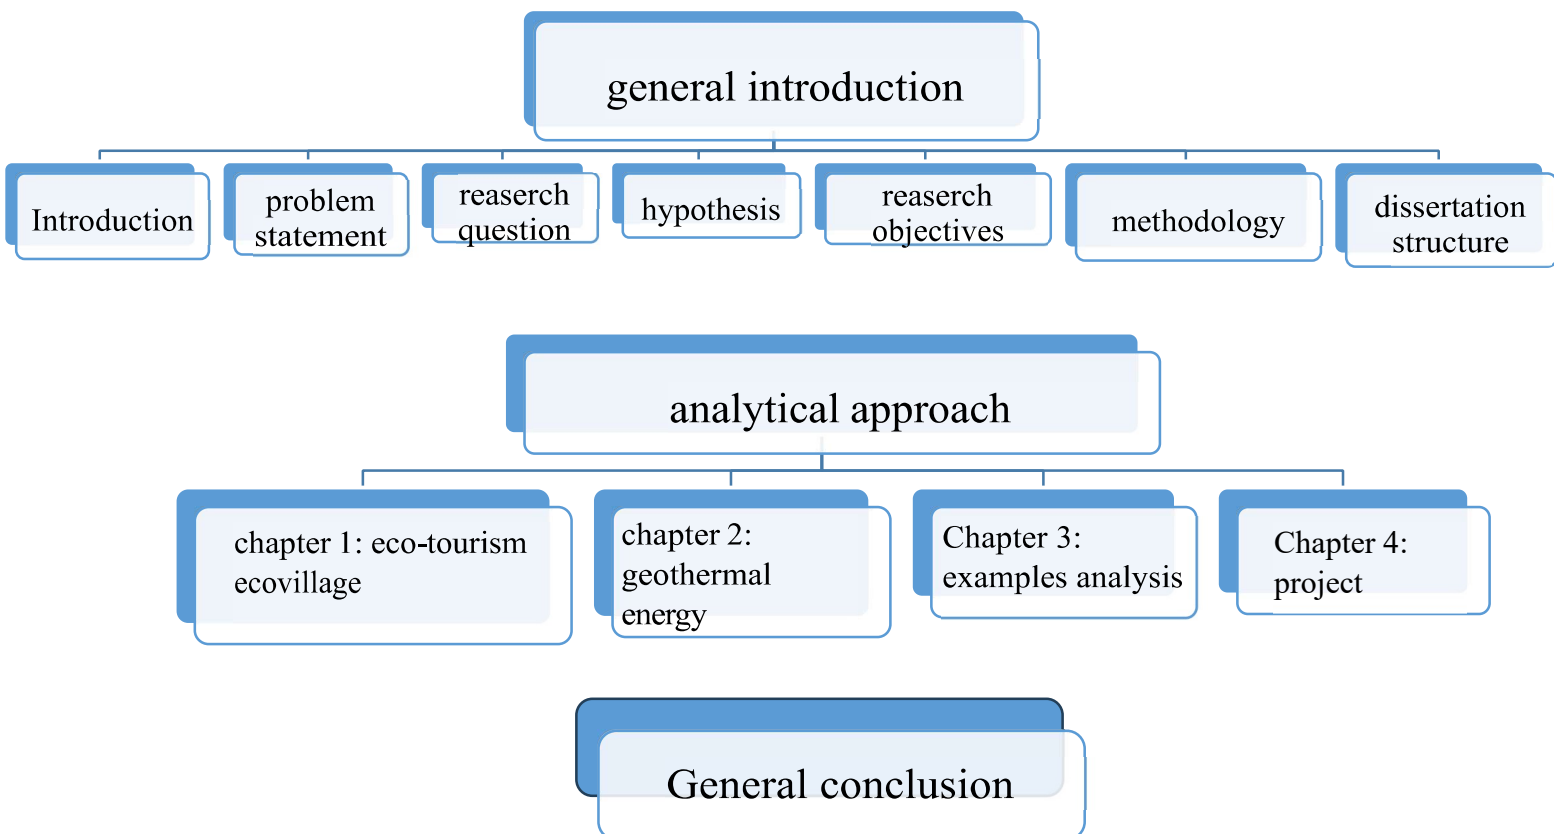 general introduction
Introduction
problem
statement
reaserch
question
hypothesis
reaserch
objectives
methodology
dissertation
structure
analytical approach
chapter 1: eco-tourism
ecovillage
chapter 2:
geothermal
energy
Chapter 3:
examples analysis
Chapter 4:
project
General conclusion